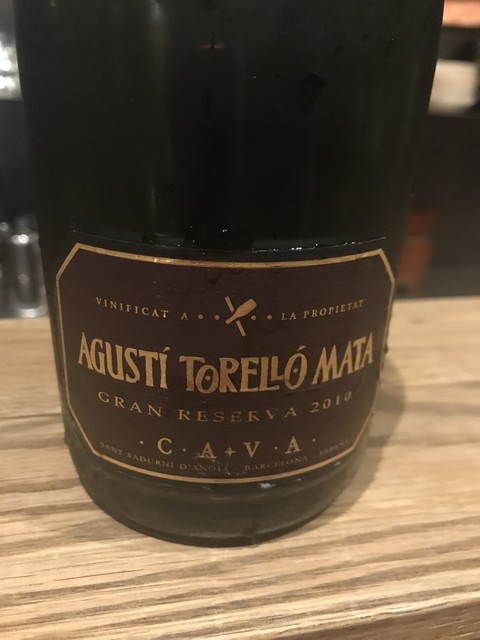 VINIFICAT A LA PROPIETAT
AGUSTÍ TORELLÓ MATA
GRAN RESERVA 2010
· C · A · V · A ·
SANT SADURNÍ D'ANOIA · BARCELONA · ESPAÑA